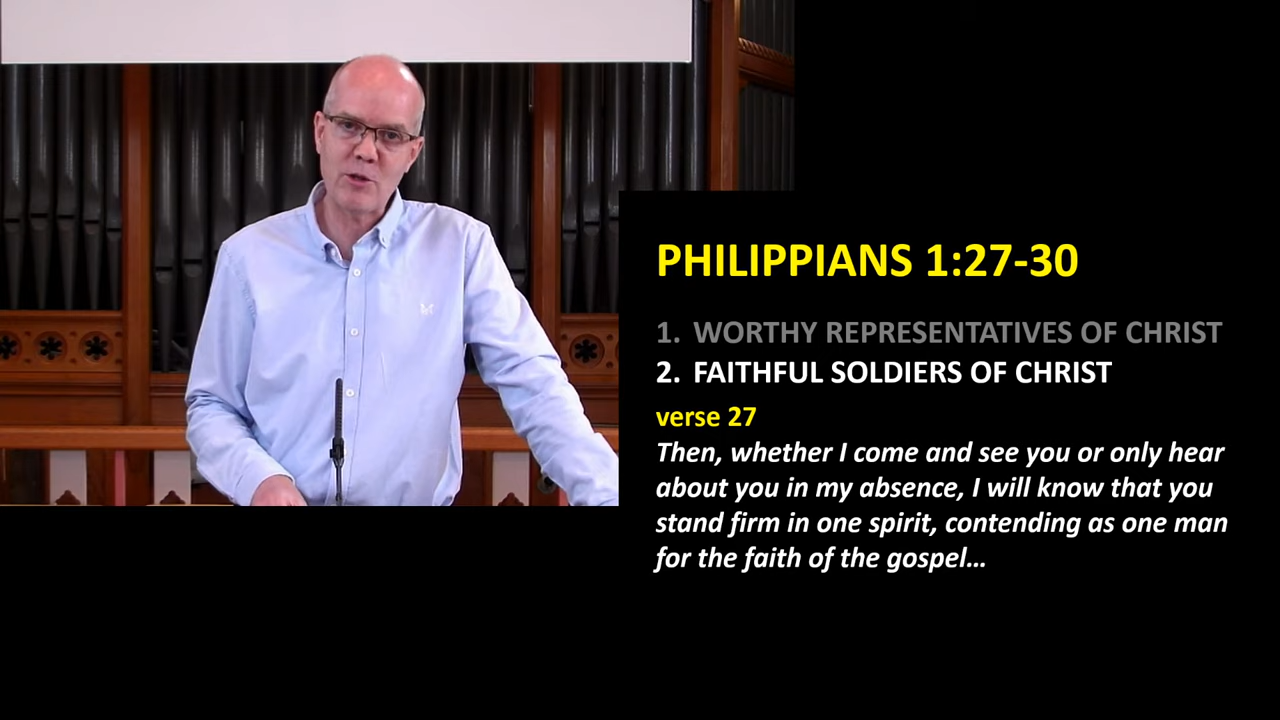 PHILIPPIANS 1:27-30
1. WORTHY REPRESENTATIVES OF CHRIST
2. FAITHFUL SOLDIERS OF CHRIST
verse 27
Then, whether I come and see you or only hear
about you in my absence, I will know that you
stand firm in one spirit, contending as one man
for the faith of the gospel...